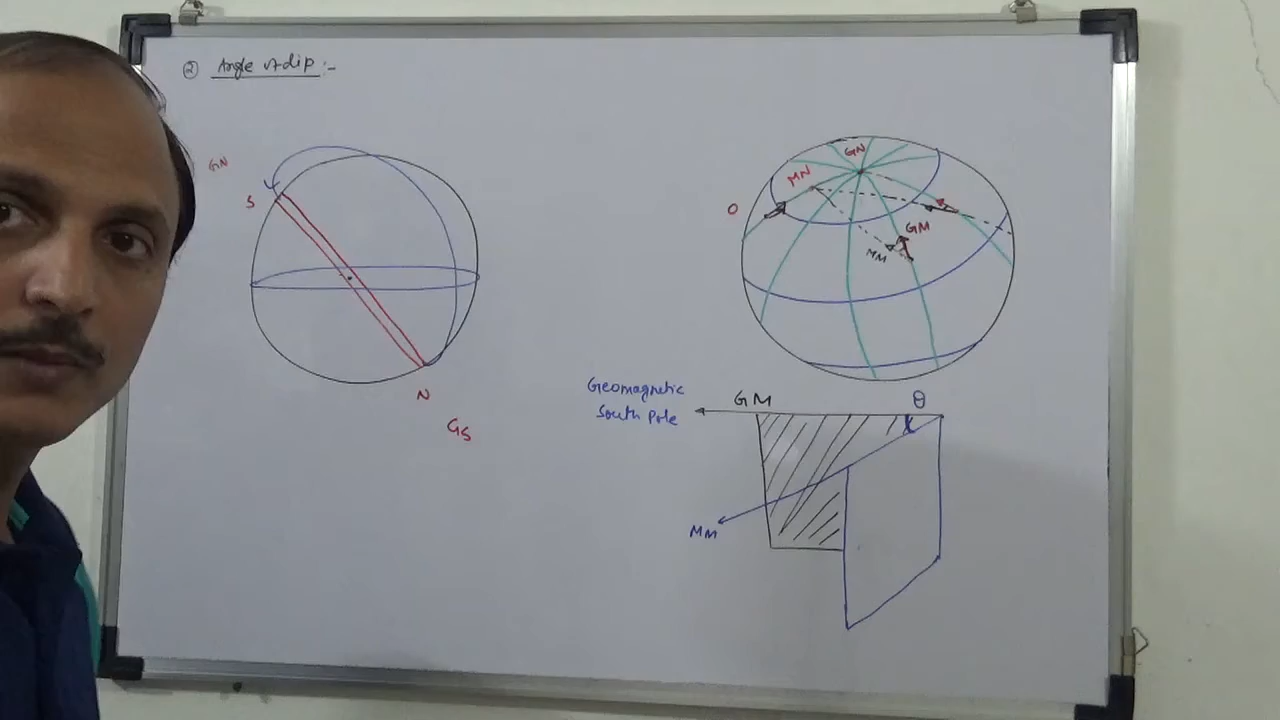 ② Angle of dip :-
GN
S
N
GS
GN
MN
O
GM
MM
Geomagnetic
South Pole
GM
θ
MM